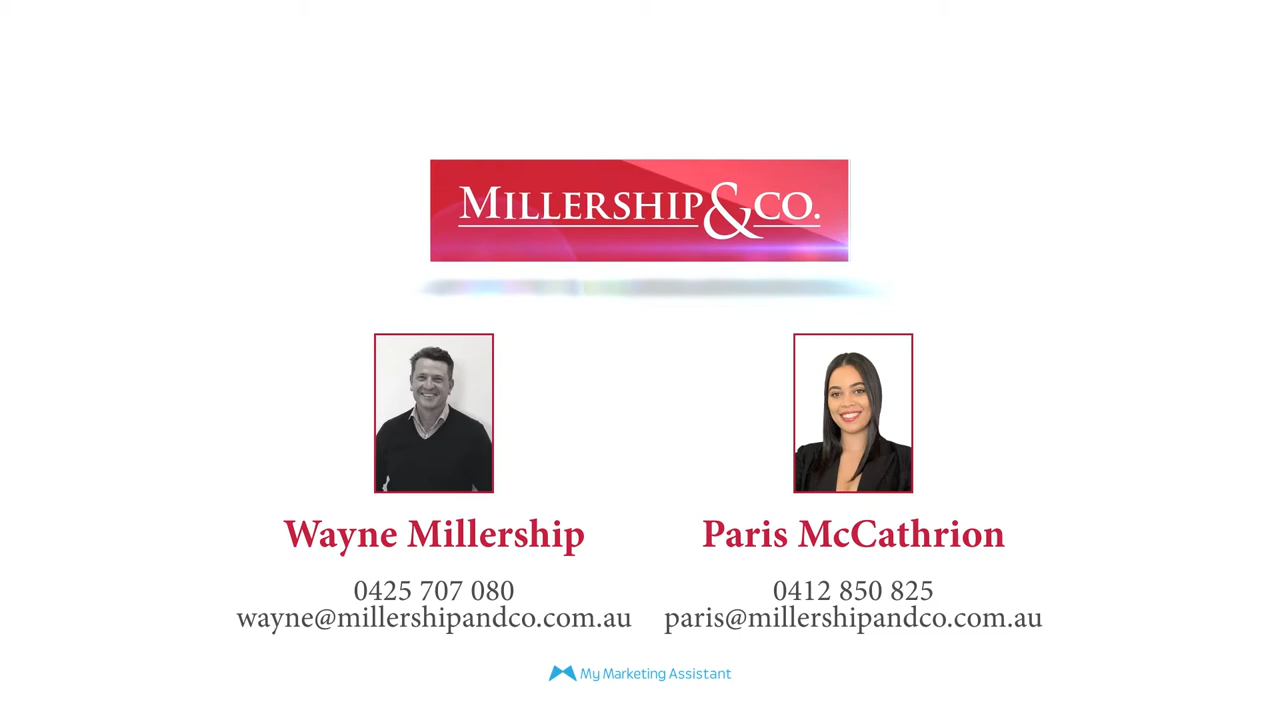 MILLERSHIP & CO.
Wayne Millership
0425 707 080
wayne@millershipandco.com.au
Paris McCathrion
0412 850 825
paris@millershipandco.com.au
My Marketing Assistant